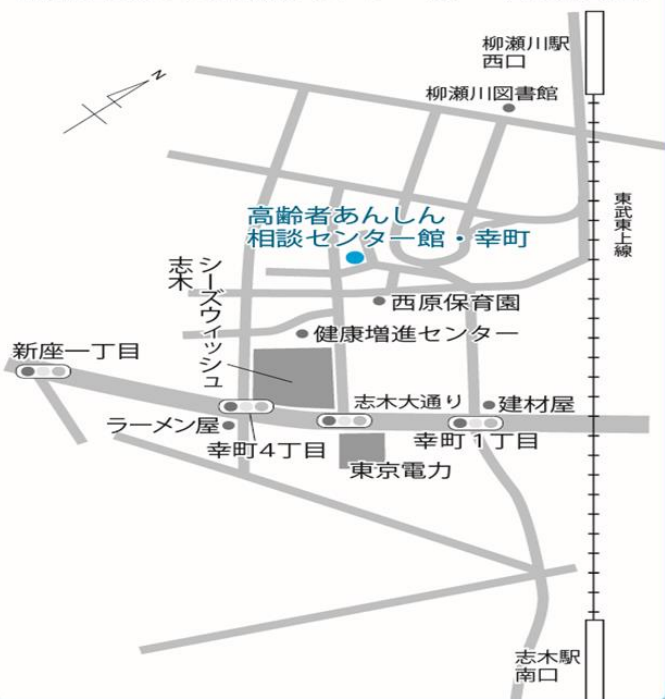 N
柳瀬川駅
西口
柳瀬川図書館
東武東上線
高齢者あんしん
相談センター館・幸町
シーズウィッシュ
志木
西原保育園
健康増進センター
新座一丁目
志木大通り
建材屋
ラーメン屋
幸町4丁目
幸町1丁目
東京電力
志木駅
南口